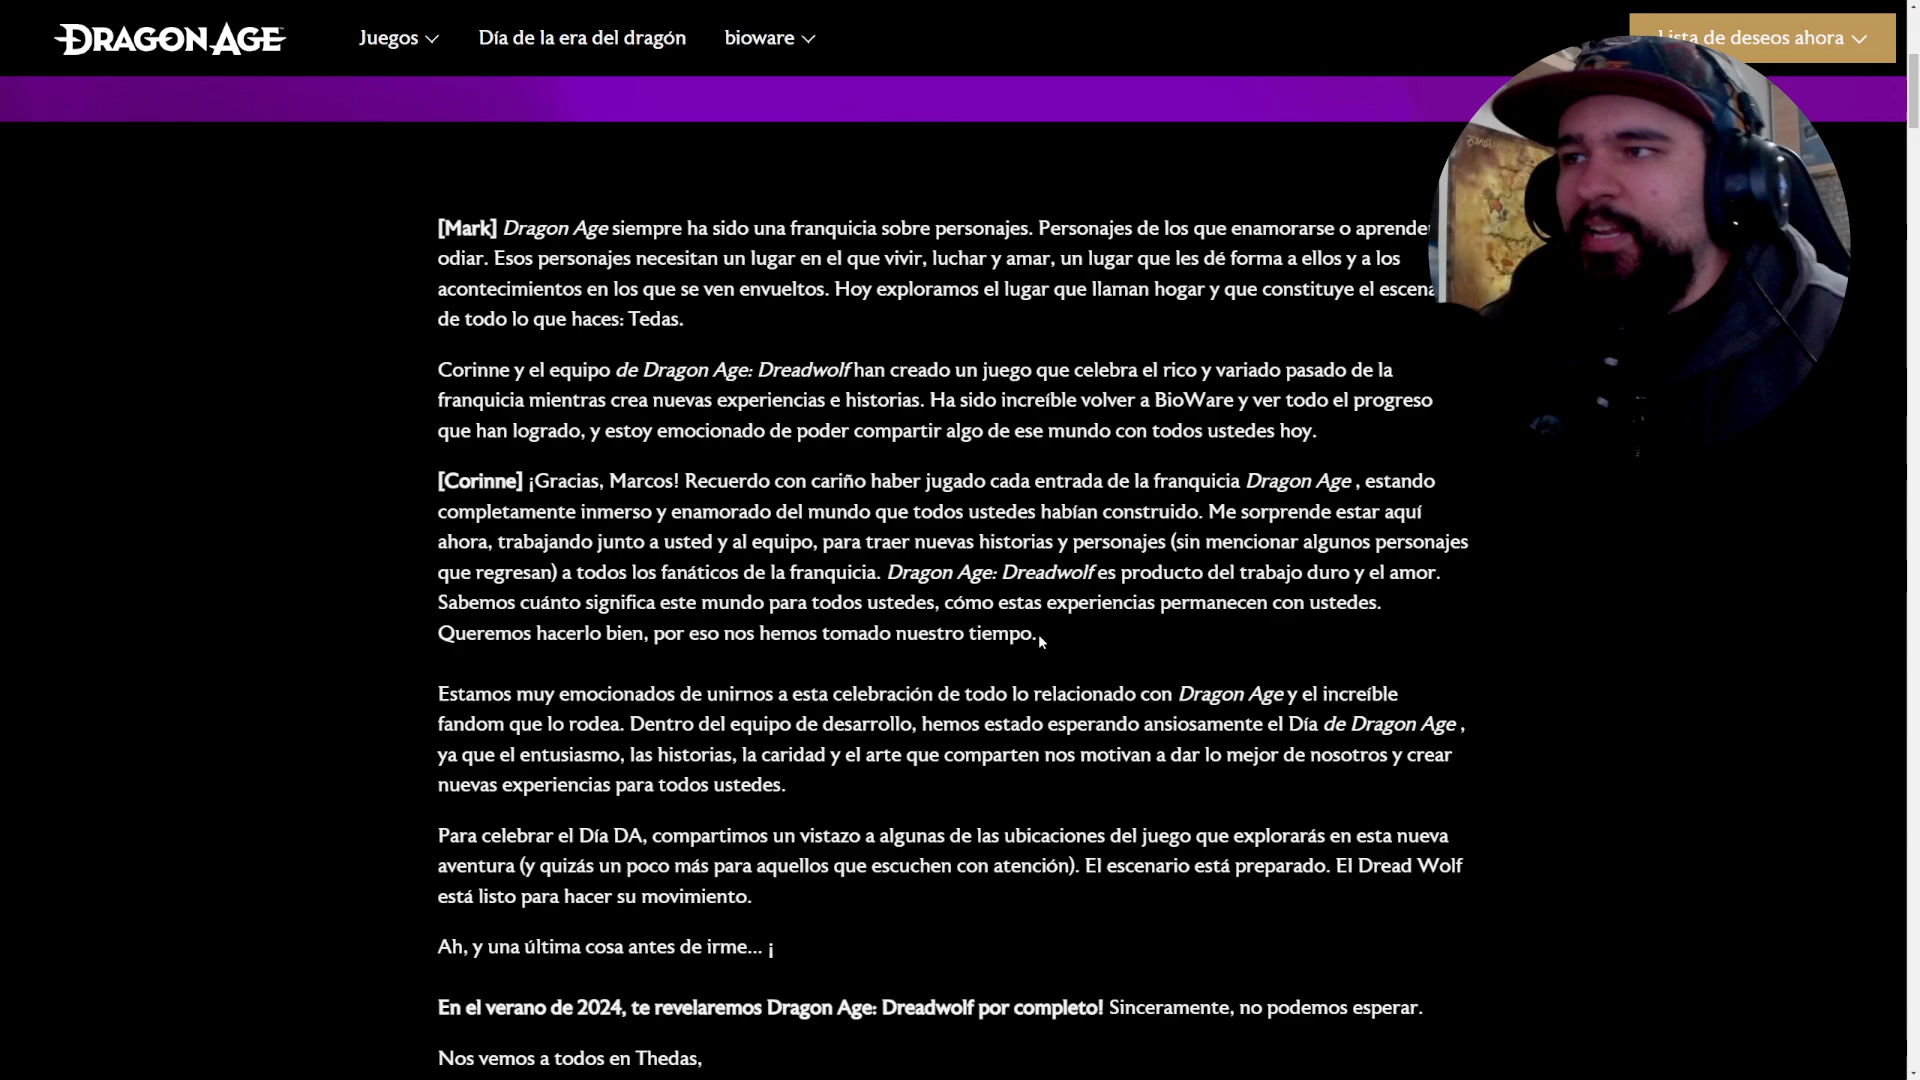 DRAGON AGE
Juegos
Día de la era del dragón
bioware
Lista de deseos ahora
[Mark] Dragon Age siempre ha sido una franquicia sobre personajes. Personajes de los que enamorarse o
odiar. Esos personajes necesitan un lugar en el que vivir, luchar y amar, un lugar que les dé forma a ellos y a los
acontecimientos en los que se ven envueltos. Hoy exploramos el lugar que llaman hogar y que constituye el
de todo lo que haces: Tedas.
Corinne y el equipo de Dragon Age: Dreadwolf han creado un juego que celebra el rico y variado pasado de la
franquicia mientras crea nuevas experiencias e historias. Ha sido increíble volver a BioWare y ver todo el progreso
que han logrado, y estoy emocionado de poder compartir algo de ese mundo con todos ustedes hoy.
[Corinne] ¡Gracias, Marcos! Recuerdo con cariño haber jugado cada entrada de la franquicia Dragon Age , estando
completamente inmerso y enamorado del mundo que todos ustedes habían construido. Me sorprende estar aquí
ahora, trabajando junto a usted y al equipo, para traer nuevas historias y personajes (sin mencionar algunos personajes
que regresan) a todos los fanáticos de la franquicia. Dragon Age: Dreadwolf es producto del trabajo duro y el amor.
Sabemos cuánto significa este mundo para todos ustedes, cómo estas experiencias permanecen con ustedes.
Queremos hacerlo bien, por eso nos hemos tomado nuestro tiempo.
Estamos muy emocionados de unirnos a esta celebración de todo lo relacionado con Dragon Age y el increíble
fandom que lo rodea. Dentro del equipo de desarrollo, hemos estado esperando ansiosamente el Día de Dragon Age ,
ya que el entusiasmo, las historias, la caridad y el arte que comparten nos motivan a dar lo mejor de nosotros y crear
nuevas experiencias para todos ustedes.
Para celebrar el Día DA, compartimos un vistazo a algunas de las ubicaciones del juego que explorarás en esta nueva
aventura (y quizás un poco más para aquellos que escuchen con atención). El escenario está preparado. El Dread Wolf
está listo para hacer su movimiento.
Ah, y una última cosa antes de irme... ¡
En el verano de 2024, te revelaremos Dragon Age: Dreadwolf por completo! Sinceramente, no podemos esperar.
Nos vemos a todos en Thedas,